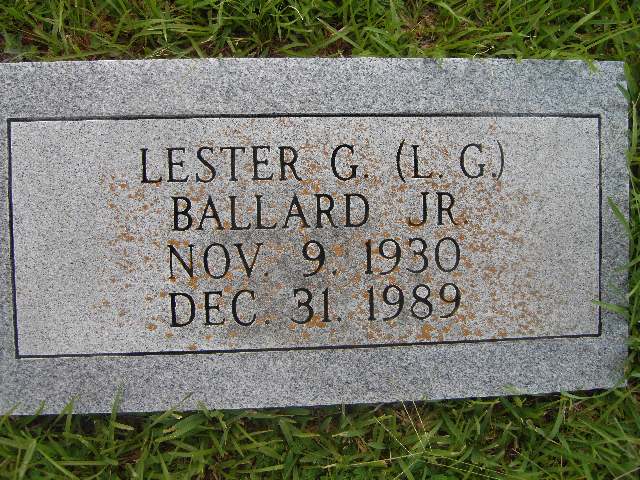 LESTER G. (L. G.)
BALLARD JR.
NOV. 9. 1930
DEC. 31. 1989